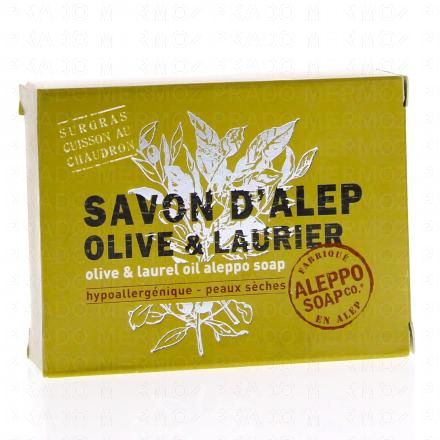 SURGRAS
CUISSON AU
CHAUDRON
SAVON D'ALEP
OLIVE & LAURIER
olive & laurel oil aleppo soap
hypoallergénique - peaux sèches
FABRIQUÉ
ALEPPO
SOAP CO.
EN ALEP